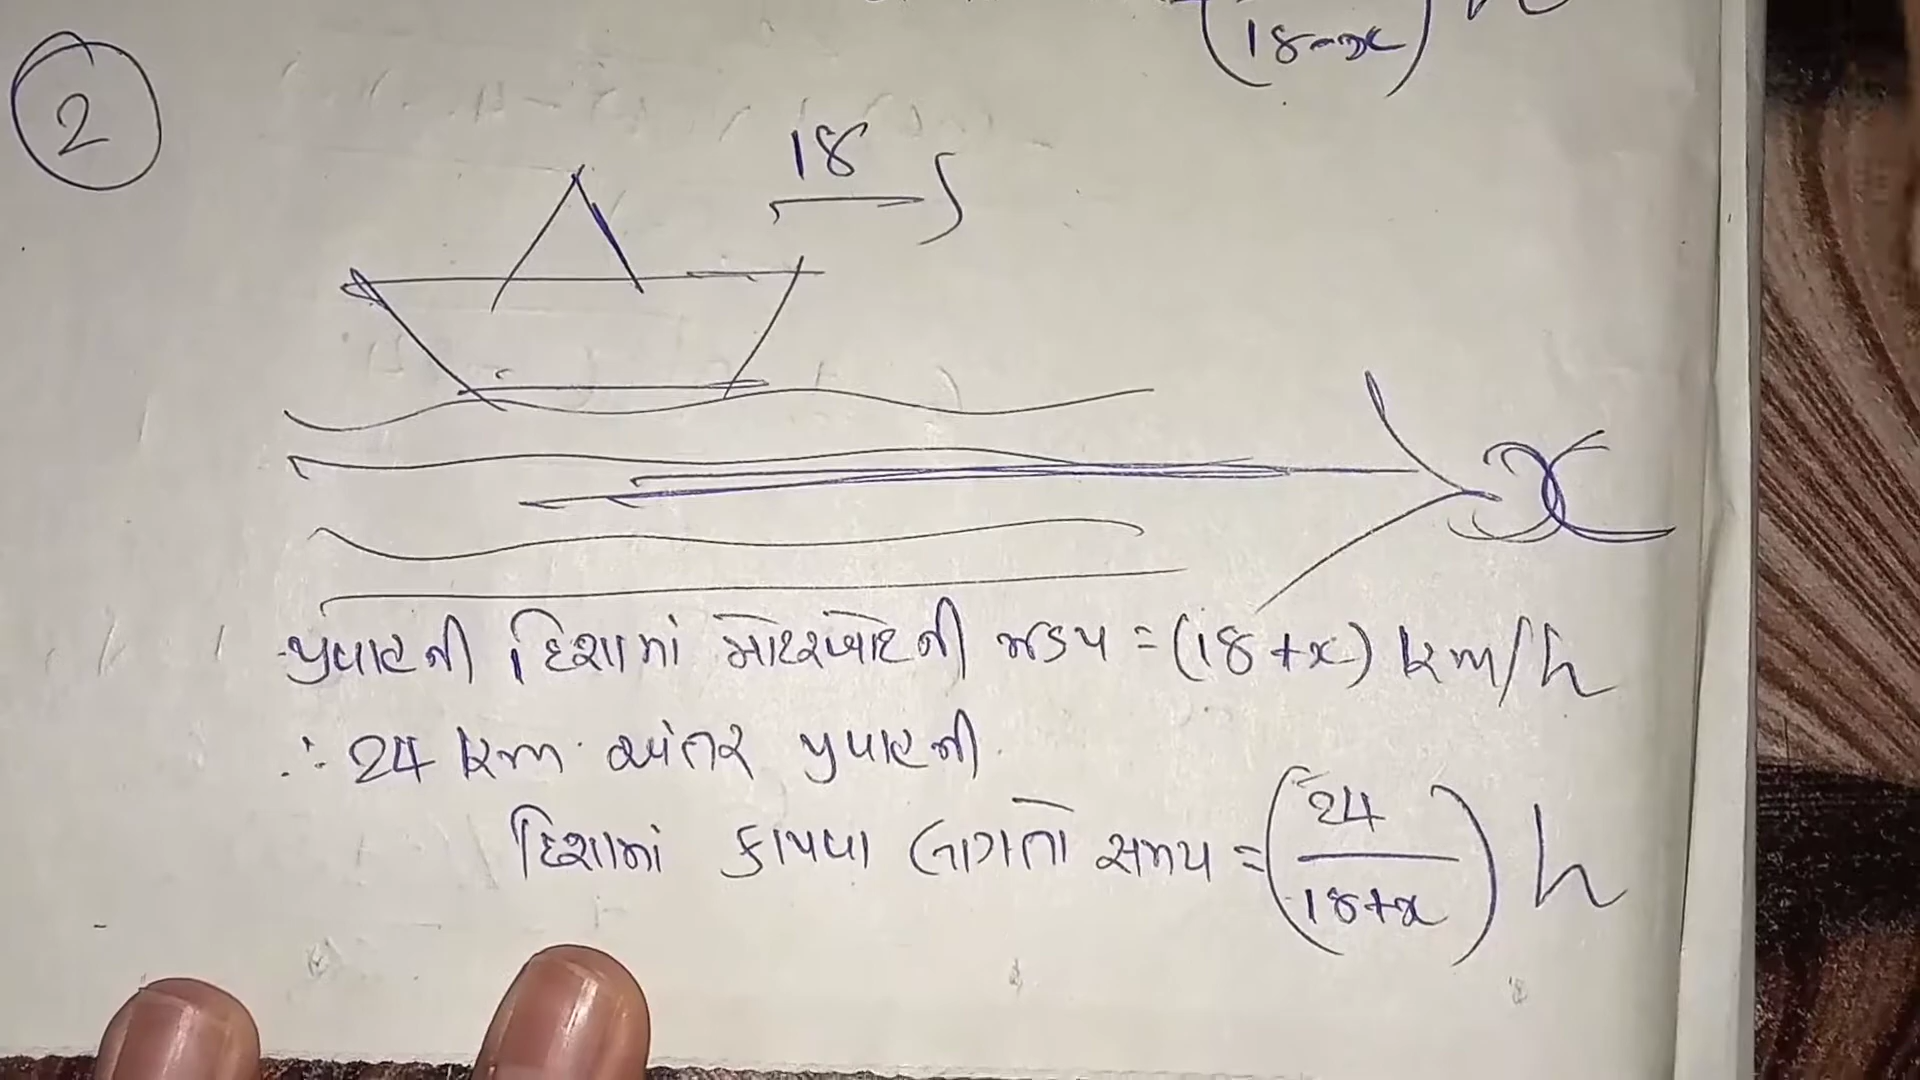 (18-x) h
2
18
x
પ્રવાહની દિશામાં મોટરબોટની ઝડપ = (18+x) km/h
∴ 24 km અંતર પ્રવાહની
દિશામાં કાપવા લાગતો સમય = (24/18+x) h